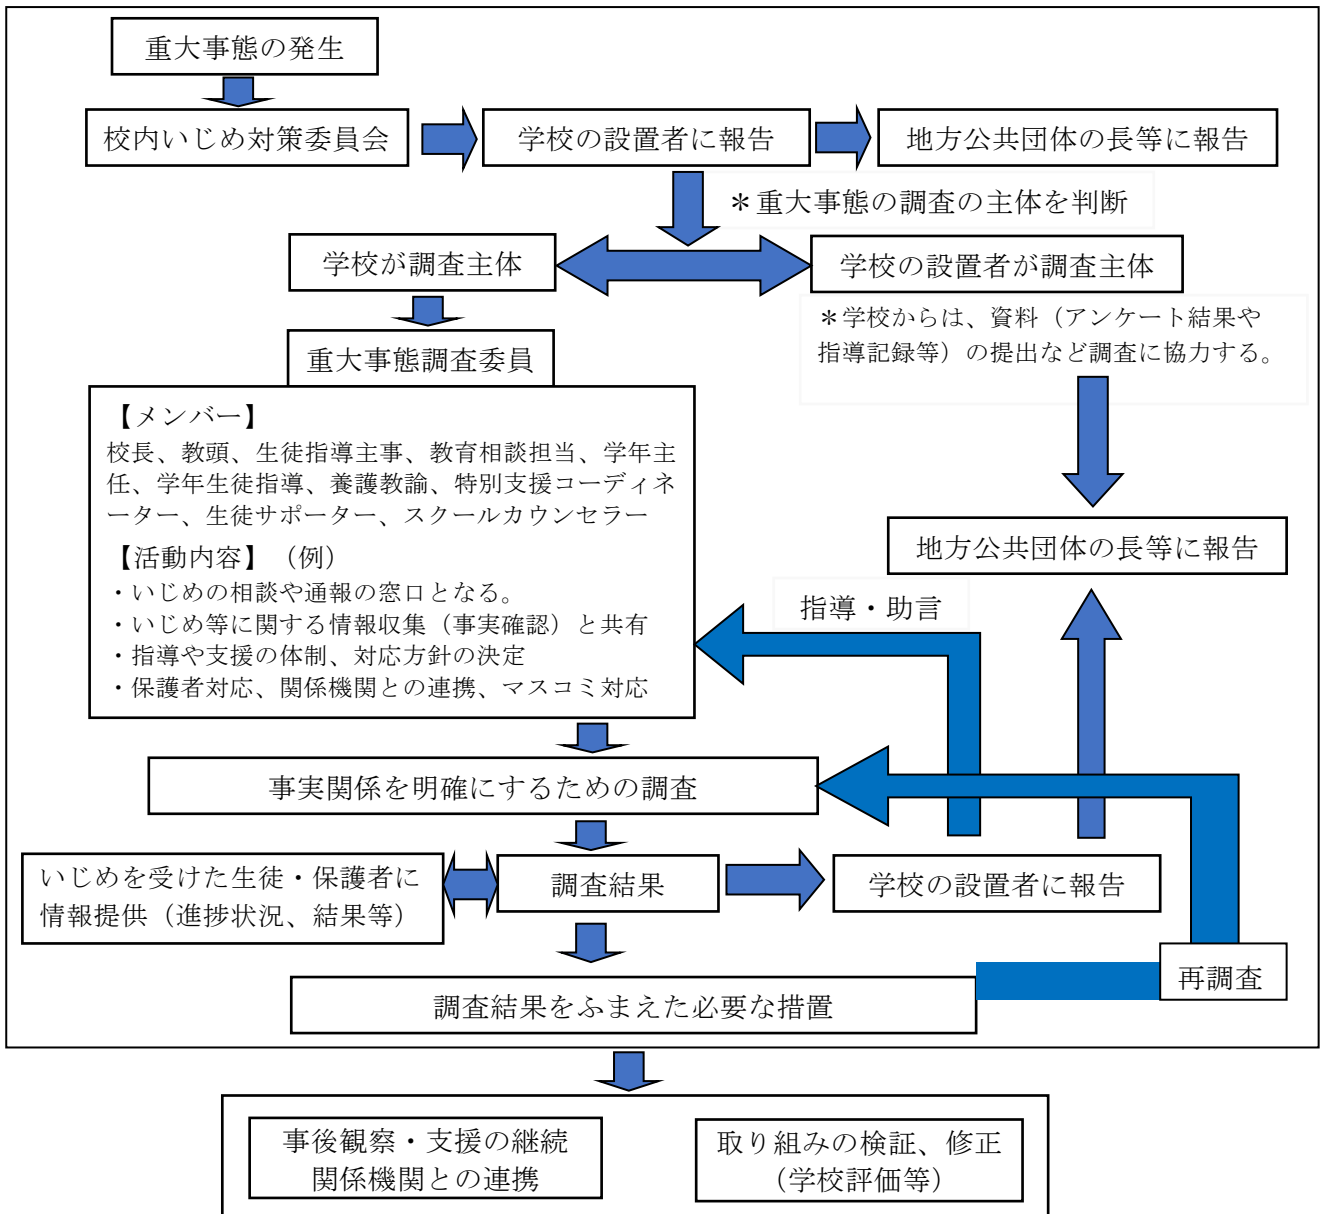 重大事態の発生
校内いじめ対策委員会
学校の設置者に報告
地方公共団体の長等に報告
＊重大事態の調査の主体を判断
学校が調査主体
学校の設置者が調査主体
＊学校からは、資料（アンケート結果や
指導記録等）の提出など調査に協力する。
重大事態調査委員
【メンバー】
校長、教頭、生徒指導主事、教育相談担当、学年主
任、学年生徒指導、養護教諭、特別支援コーディネ
ーター、生徒サポーター、スクールカウンセラー
【活動内容】（例）
・いじめの相談や通報の窓口となる。
・いじめ等に関する情報収集（事実確認）と共有
・指導や支援の体制、対応方針の決定
・保護者対応、関係機関との連携、マスコミ対応
地方公共団体の長等に報告
指導・助言
事実関係を明確にするための調査
いじめを受けた生徒・保護者に
情報提供（進捗状況、結果等）
調査結果
学校の設置者に報告
再調査
調査結果をふまえた必要な措置
事後観察・支援の継続
関係機関との連携
取り組みの検証、修正
（学校評価等）